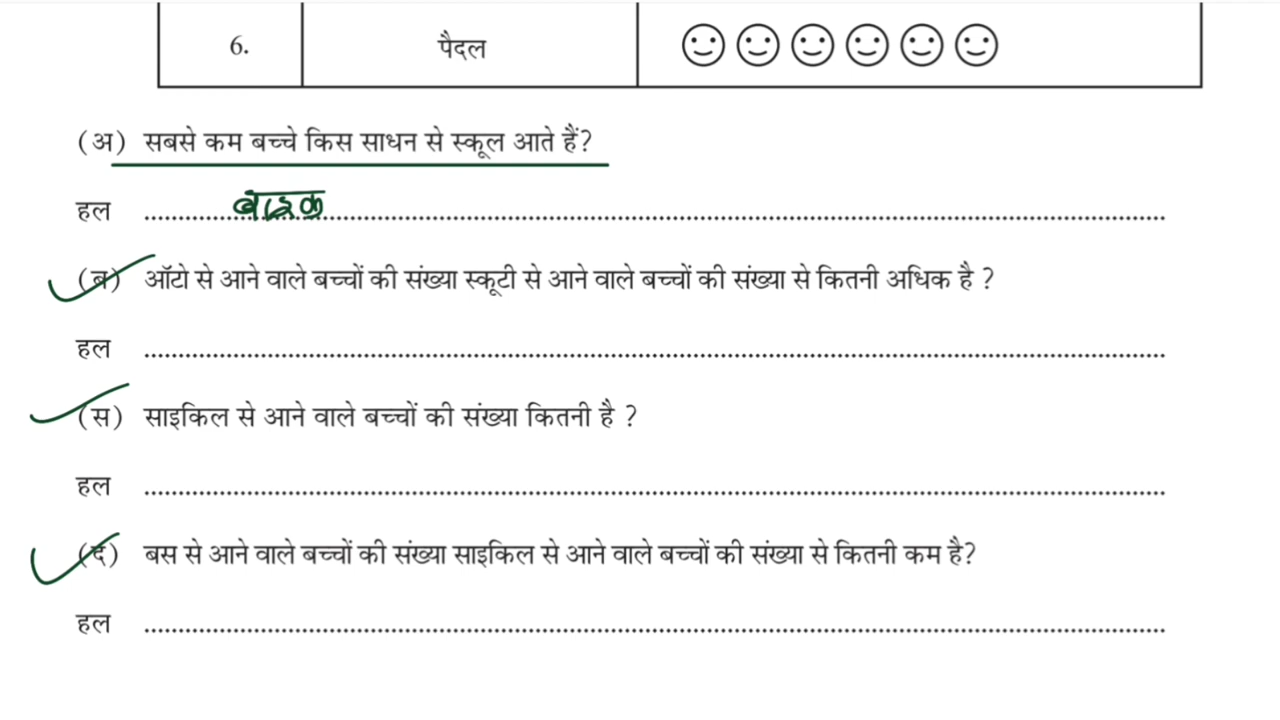 6. पैदल
(अ) सबसे कम बच्चे किस साधन से स्कूल आते हैं?
हल ............बाइक............
(ब) ऑटो से आने वाले बच्चों की संख्या स्कूटी से आने वाले बच्चों की संख्या से कितनी अधिक है ?
हल ........................
(स) साइकिल से आने वाले बच्चों की संख्या कितनी है ?
हल ........................
(द) बस से आने वाले बच्चों की संख्या साइकिल से आने वाले बच्चों की संख्या से कितनी कम है?
हल ........................